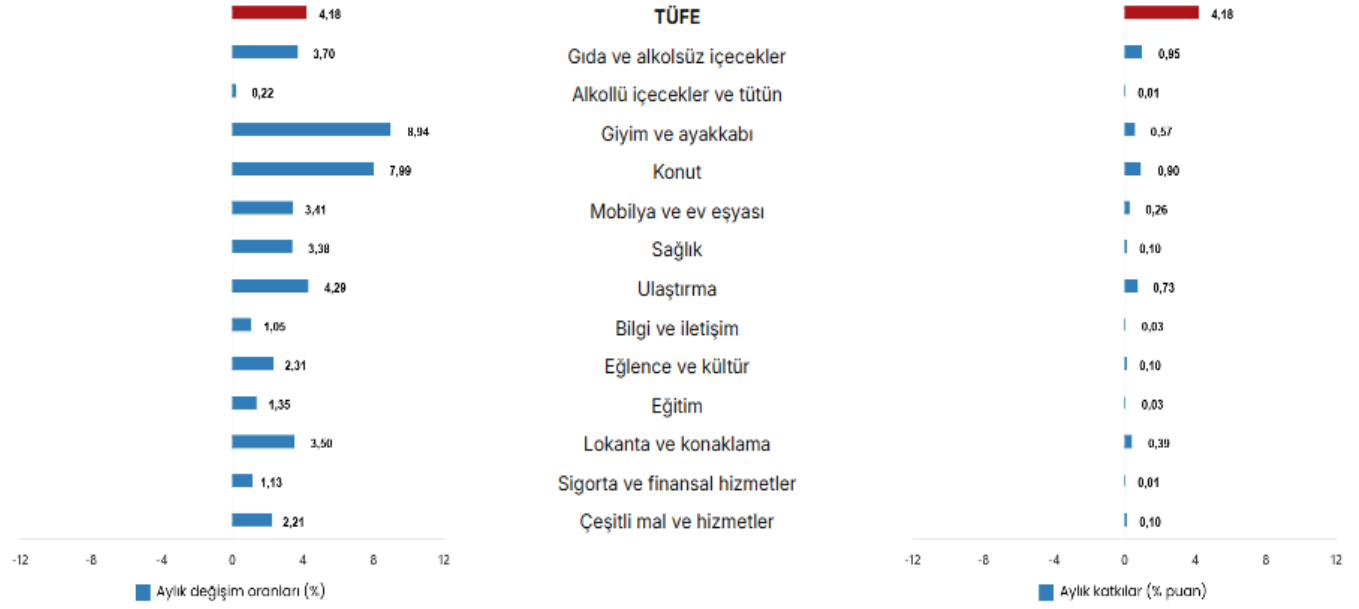 4,18 TÜFE 4,18
3,70 Gıda ve alkolsüz içecekler 0,95
0,22 Alkollü içecekler ve tütün 0,01
8,94 Giyim ve ayakkabı 0,57
7,99 Konut 0,90
3,41 Mobilya ve ev eşyası 0,26
3,38 Sağlık 0,10
4,29 Ulaştırma 0,73
1,05 Bilgi ve iletişim 0,03
2,31 Eğlence ve kültür 0,10
1,35 Eğitim 0,03
3,50 Lokanta ve konaklama 0,39
1,13 Sigorta ve finansal hizmetler 0,01
2,21 Çeşitli mal ve hizmetler 0,10
-12 -8 -4 0 4 8 12 -12 -8 -4 0 4 8 12
Aylık değişim oranları (%) Aylık katkılar (% puan)